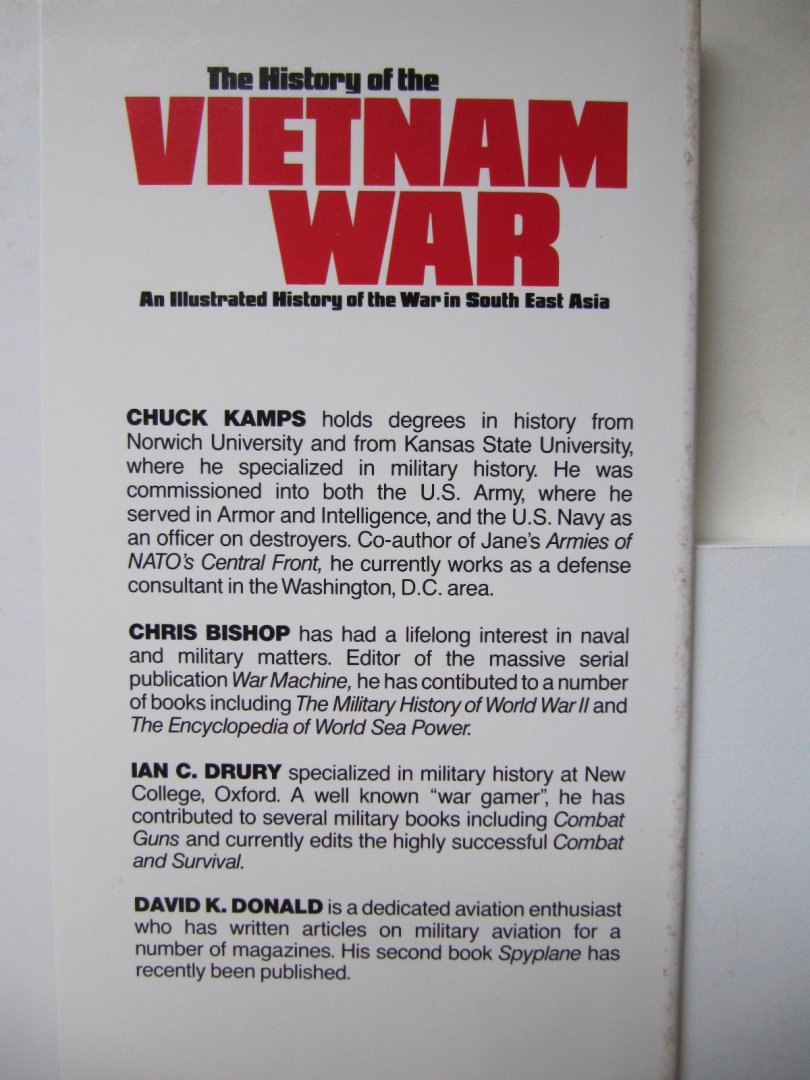 The History of the
VIETNAM
WAR
An Illustrated History of the War in South East Asia
CHUCK KAMPS holds degrees in history from
Norwich University and from Kansas State University,
where he specialized in military history. He was
commissioned into both the U.S. Army, where he
served in Armor and Intelligence, and the U.S. Navy as
an officer on destroyers. Co-author of Jane's Armies of
NATO's Central Front, he currently works as a defense
consultant in the Washington, D.C. area.
CHRIS BISHOP has had a lifelong interest in naval
and military matters. Editor of the massive serial
publication War Machine, he has contibuted to a number
of books including The Military History of World War II and
The Encyclopedia of World Sea Power.
IAN C. DRURY specialized in military history at New
College, Oxford. A well known "war gamer", he has
contributed to several military books including Combat
Guns and currently edits the highly successful Combat
and Survival.
DAVID K. DONALD is a dedicated aviation enthusiast
who has written articles on military aviation for a
number of magazines. His second book Spyplane has
recently been published.